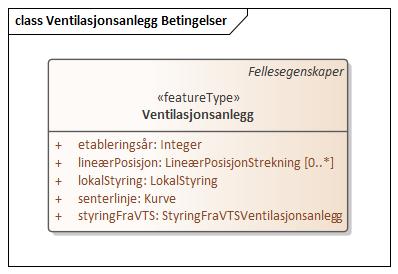 class Ventilasjonsanlegg Betingelser
Fellesegenskaper
«featureType»
Ventilasjonsanlegg
+ etableringsår: Integer
+ lineærPosisjon: LineærPosisjonStrekning [0..*]
+ lokalStyring: LokalStyring
+ senterlinje: Kurve
+ styringFraVTS: StyringFraVTSVentilasjonsanlegg